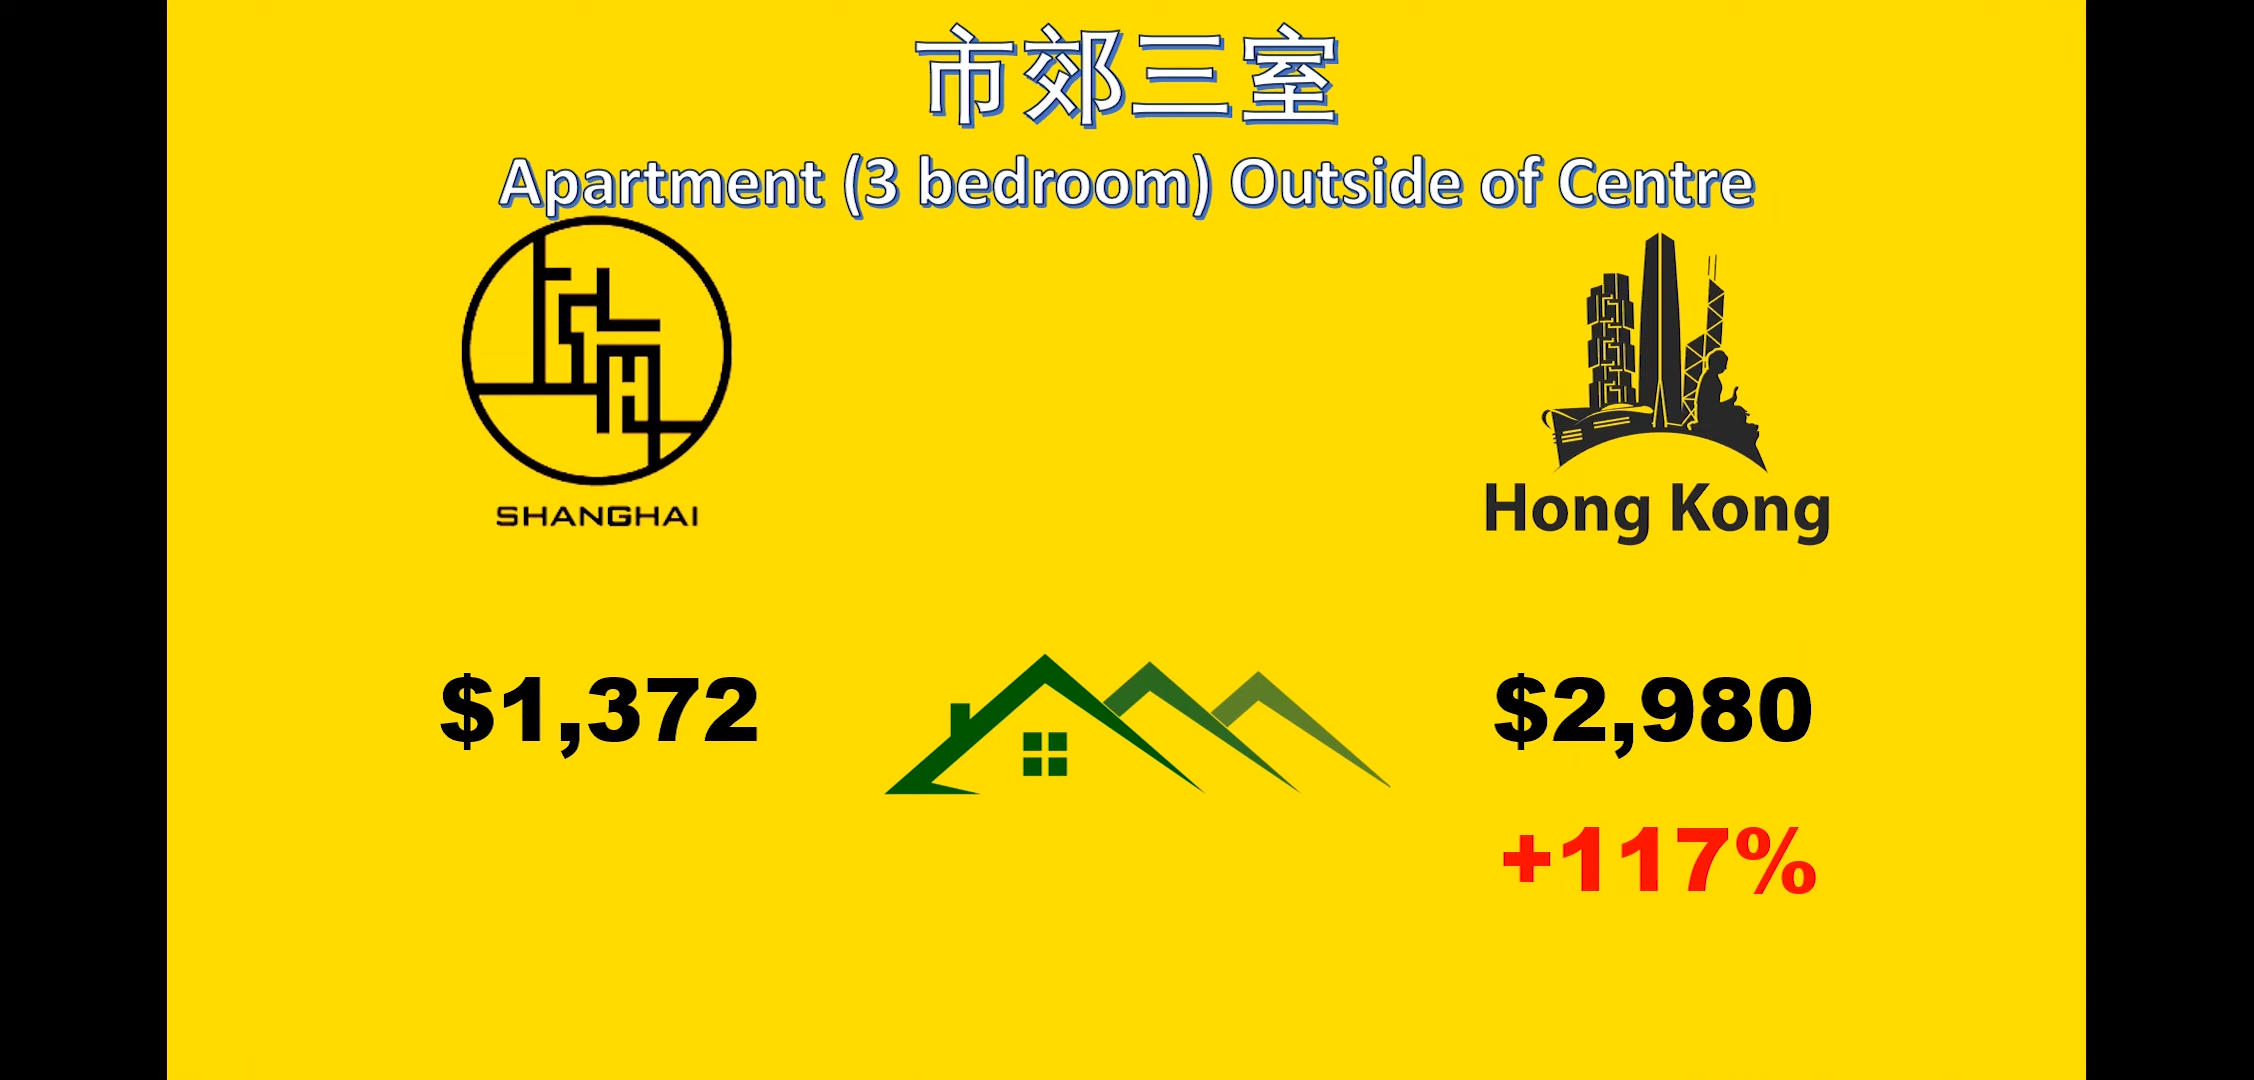 市郊三室
Apartment (3 bedroom) Outside of Centre
SHANGHAI
Hong Kong
$1,372
$2,980
+117%